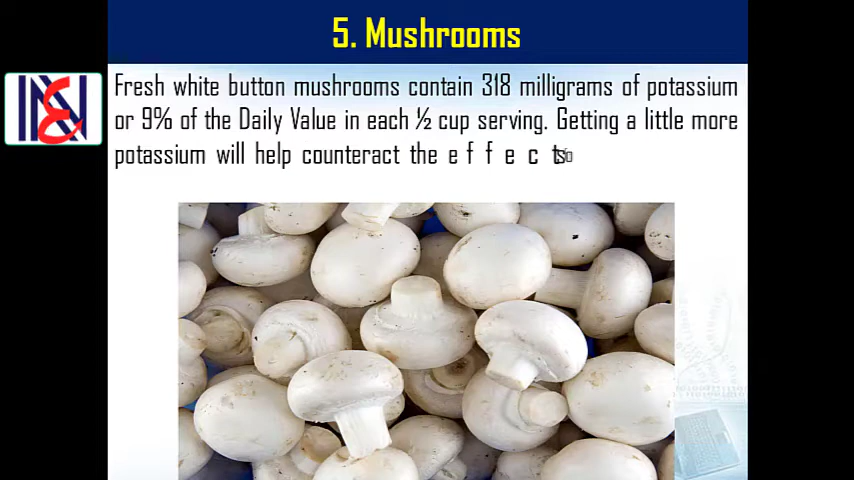 5. Mushrooms
Fresh white button mushrooms contain 318 milligrams of potassium
or 9% of the Daily Value in each ½ cup serving. Getting a little more
potassium will help counteract the effects